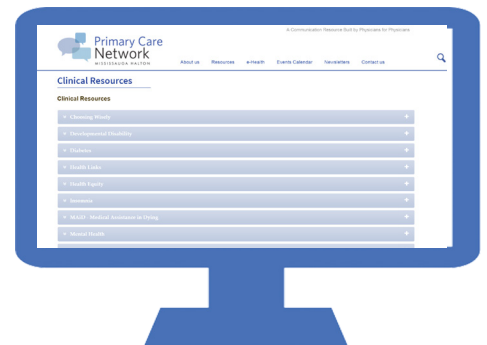 A Communication Resource Built by Physicians for Physicians
Primary Care
Network
MISSISSAUGA HALTON
About us Resources e-Health Events Calendar Newsletters Contact us
Clinical Resources
Clinical Resources
Choosing Wisely +
Developmental Disability +
Diabetes +
Health Links +
Health Equity +
Insomnia +
MAID - Medical Assistance in Dying +
Mental Health +